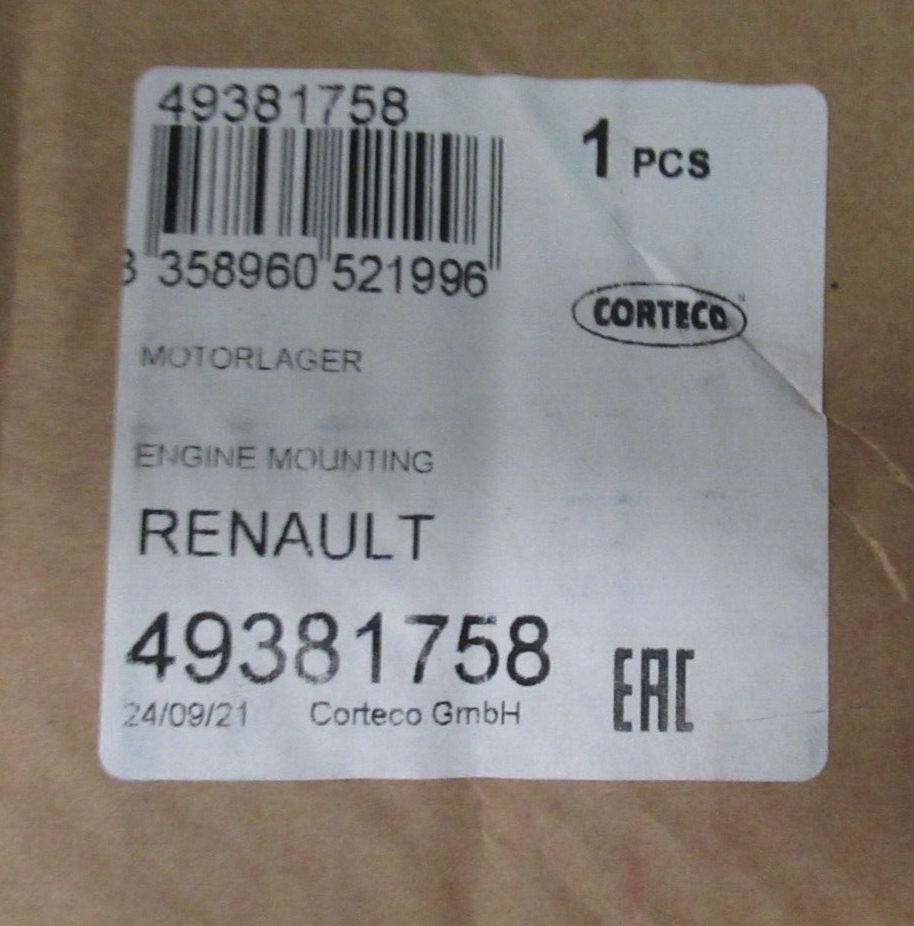 49381758
1 PCS
3 358960 521996
CORTECO
MOTORLAGER
ENGINE MOUNTING
RENAULT
49381758
EAC
24/09/21 Corteco GmbH